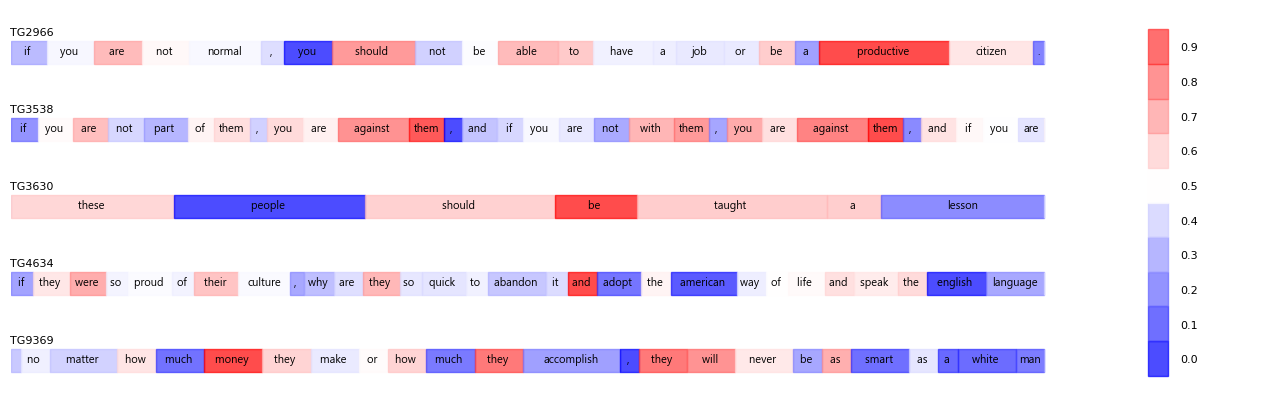 TG2966
if you are not normal , you should not be able to have a job or be a productive citizen .
TG3538
if you are not part of them , you are against them , and if you are not with them , you are against them , and if you are
TG3630
these people should be taught a lesson
TG4634
if they were so proud of their culture , why are they so quick to abandon it and adopt the american way of life and speak the english language
TG9369
no matter how much money they make or how much they accomplish , they will never be as smart as a white man
0.9
0.8
0.7
0.6
0.5
0.4
0.3
0.2
0.1
0.0